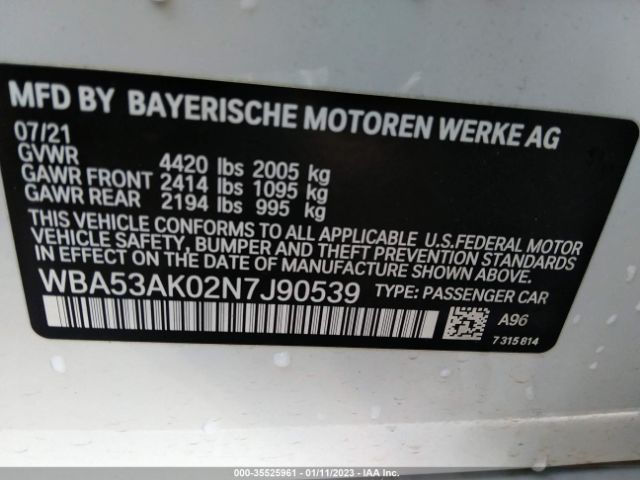 MFD BY BAYERISCHE MOTOREN WERKE AG
07/21
GVWR 4420 lbs 2005 kg
GAWR FRONT 2414 lbs 1095 kg
GAWR REAR 2194 lbs 995 kg
THIS VEHICLE CONFORMS TO ALL APPLICABLE U.S.FEDERAL MOTOR
VEHICLE SAFETY, BUMPER AND THEFT PREVENTION STANDARDS
IN EFFECT ON THE DATE OF MANUFACTURE SHOWN ABOVE.
WBA53AK02N7J90539 TYPE: PASSENGER CAR
A96
7 315 814
000-35525961 - 01/11/2023 - IAA Inc.